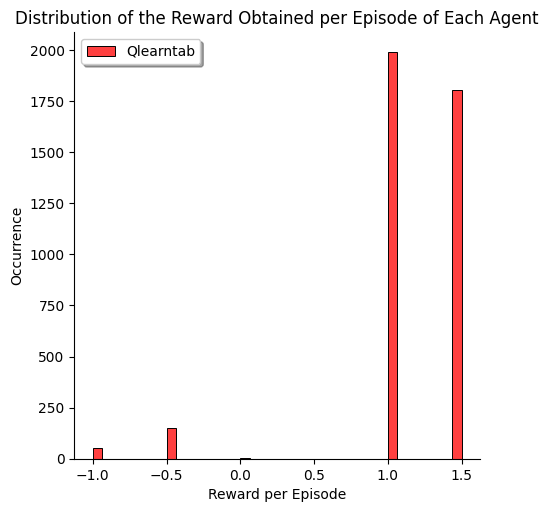 Distribution of the Reward Obtained per Episode of Each Agent
Qlearntab
2000
1750
1500
1250
1000
750
500
250
0
Occurrence
−1.0 −0.5 0.0 0.5 1.0 1.5
Reward per Episode